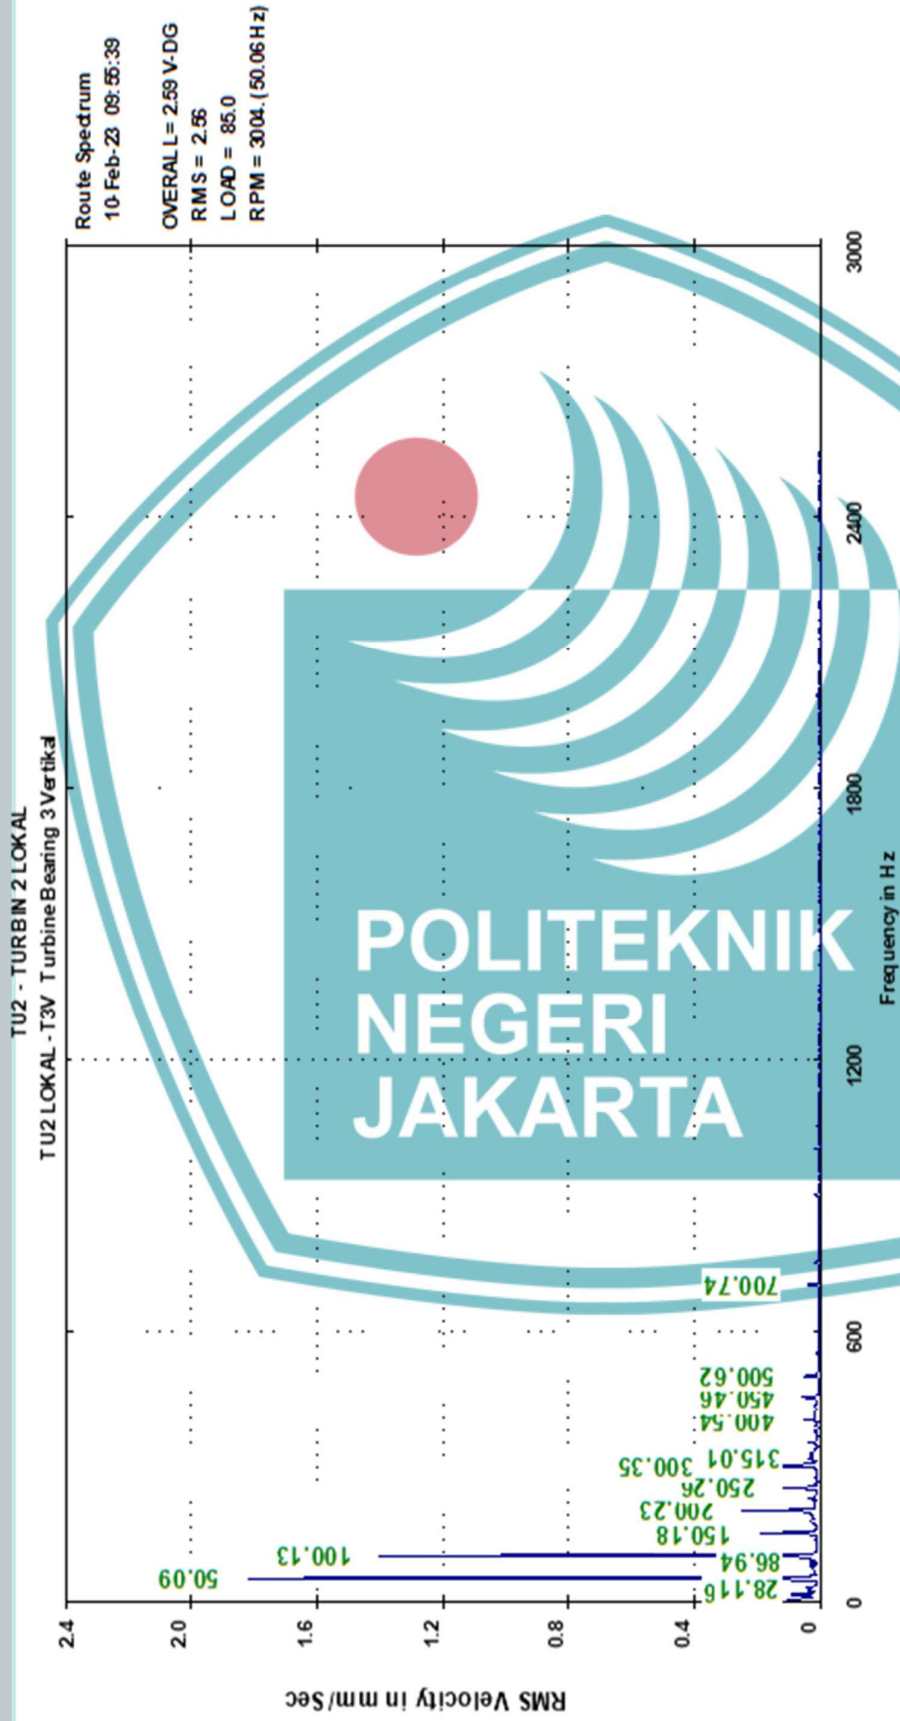 TU2 - TURBIN 2 LOKAL
TU2 LOKAL - T3V Turbine Bearing 3 Vertikal
Route Spectrum
10-Feb-23 09:55:39
OVERALL= 2.59 V-DG
RMS = 2.56
LOAD = 85.0
RPM = 3004. (50.06 Hz)
RMS Velocity in mm/Sec
2.4
2.0
1.6
1.2
0.8
0.4
0
50.09
100.13
28.116
86.94
150.18
200.23
250.26
300.35
315.01
400.54
450.46
500.62
700.74
0
600
1200
1800
2400
3000
Frequency in Hz
POLITEKNIK
NEGERI
JAKARTA